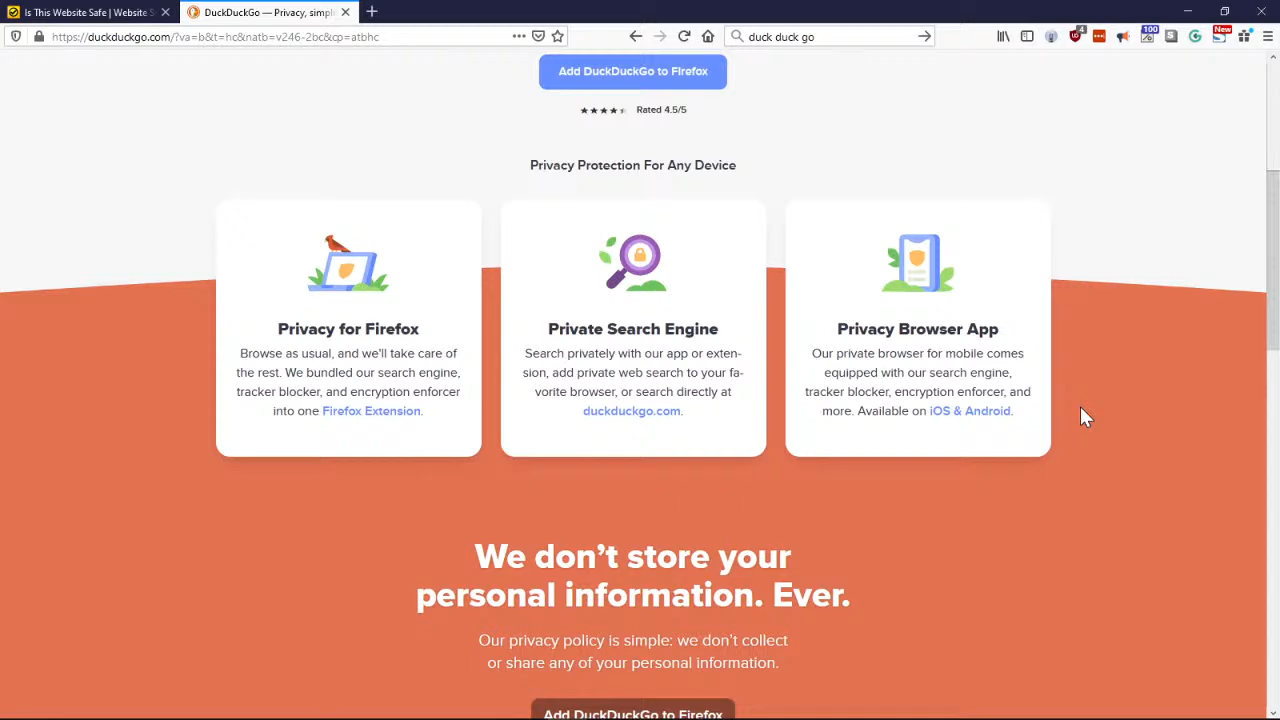 Is This Website Safe | Website S
DuckDuckGo — Privacy, simple
https://duckduckgo.com/?va=b&t=hc&natb=v246-2bc&cp=atbhc
duck duck go
4
100
New
Add DuckDuckGo to Firefox
Rated 4.5/5
Privacy Protection For Any Device
Privacy for Firefox
Browse as usual, and we'll take care of
the rest. We bundled our search engine,
tracker blocker, and encryption enforcer
into one Firefox Extension.
Private Search Engine
Search privately with our app or exten-
sion, add private web search to your fa-
vorite browser, or search directly at
duckduckgo.com.
Privacy Browser App
Our private browser for mobile comes
equipped with our search engine,
tracker blocker, encryption enforcer, and
more. Available on iOS & Android.
We don't store your
personal information. Ever.
Our privacy policy is simple: we don't collect
or share any of your personal information.
Add DuckDuckGo to Firefox